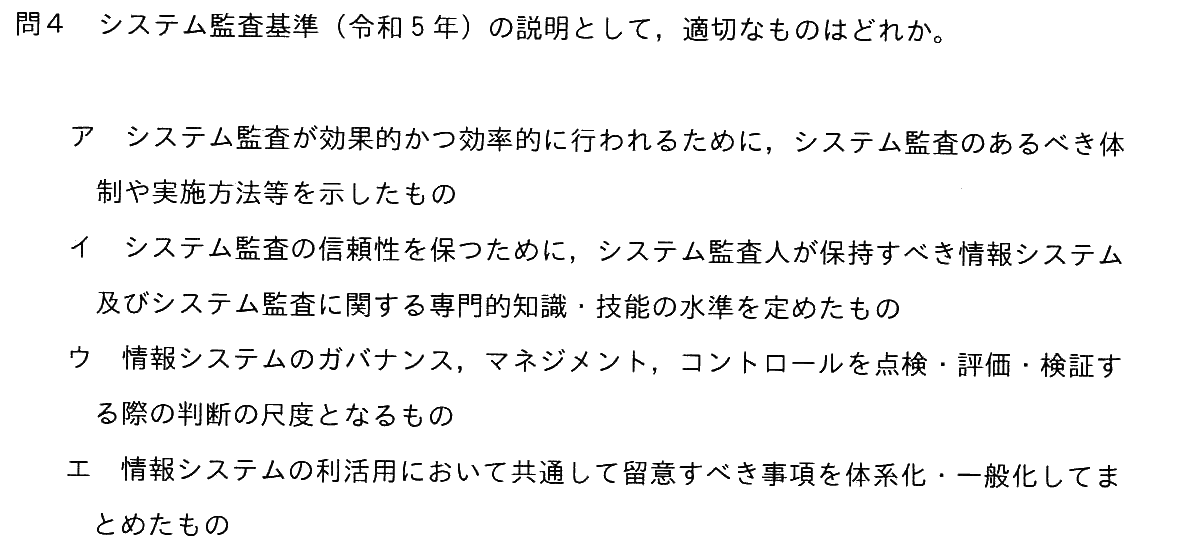 問4 システム監査基準（令和5年）の説明として，適切なものはどれか。
ア システム監査が効果的かつ効率的に行われるために，システム監査のあるべき体
制や実施方法等を示したもの
イ システム監査の信頼性を保つために，システム監査人が保持すべき情報システム
及びシステム監査に関する専門的知識・技能の水準を定めたもの
ウ 情報システムのガバナンス，マネジメント，コントロールを点検・評価・検証す
る際の判断の尺度となるもの
エ 情報システムの利活用において共通して留意すべき事項を体系化・一般化してま
とめたもの